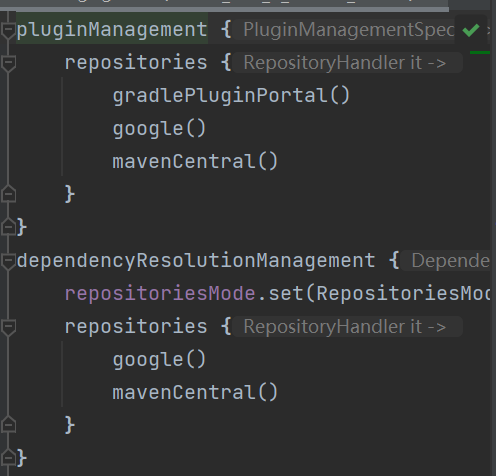 pluginManagement { PluginManagementSpec
repositories { RepositoryHandler it ->
gradlePluginPortal()
google()
mavenCentral()
}
}
dependencyResolutionManagement { Depende
repositoriesMode.set(RepositoriesMod
repositories { RepositoryHandler it ->
google()
mavenCentral()
}
}